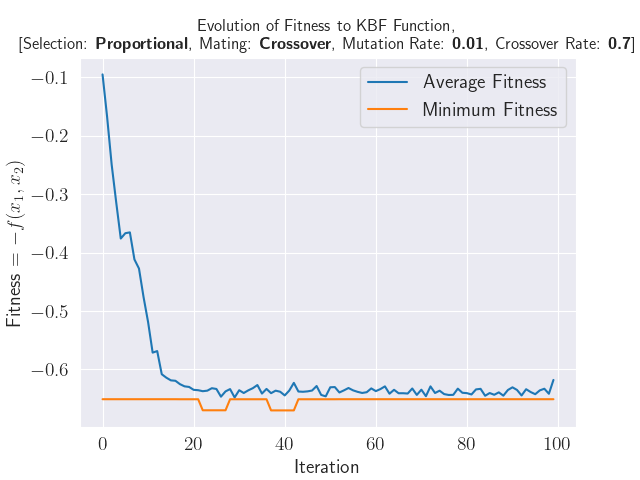 Evolution of Fitness to KBF Function,
[Selection: Proportional, Mating: Crossover, Mutation Rate: 0.01, Crossover Rate: 0.7]
Average Fitness
Minimum Fitness
Fitness = −f(x₁, x₂)
−0.1
−0.2
−0.3
−0.4
−0.5
−0.6
0 20 40 60 80 100
Iteration